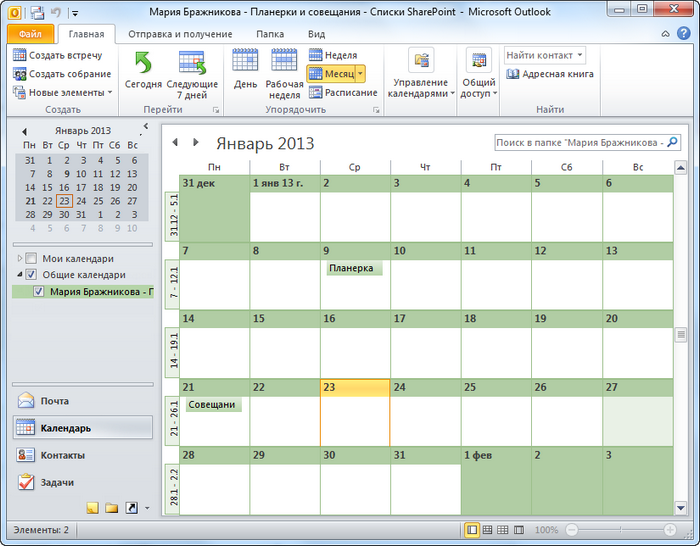 Мария Бражникова - Планерки и совещания - Списки SharePoint - Microsoft Outlook
Файл Главная Отправка и получение Папка Вид
Создать встречу
Создать собрание
Новые элементы
Создать
Сегодня
Следующие
7 дней
Перейти
День
Рабочая
неделя
Неделя
Месяц
Расписание
Упорядочить
Управление
календарями
Общий
доступ
Найти контакт
Адресная книга
Найти
Январь 2013
Пн Вт Ср Чт Пт Сб Вс
31 1 2 3 4 5 6
7 8 9 10 11 12 13
14 15 16 17 18 19 20
21 22 23 24 25 26 27
28 29 30 31 1 2 3
4 5 6 7 8 9 10
Мои календари
Общие календари
Мария Бражникова - П
Почта
Календарь
Контакты
Задачи
Январь 2013
Поиск в папке "Мария Бражникова -
Пн Вт Ср Чт Пт Сб Вс
31.12 - 5.1
31 дек 1 янв 13 г. 2 3 4 5 6
7 - 12.1
7 8 9 10 11 12 13
Планерка
14 - 19.1
14 15 16 17 18 19 20
21 - 26.1
21 22 23 24 25 26 27
Совещани
28.1 - 2.2
28 29 30 31 1 фев 2 3
Элементы: 2
100%